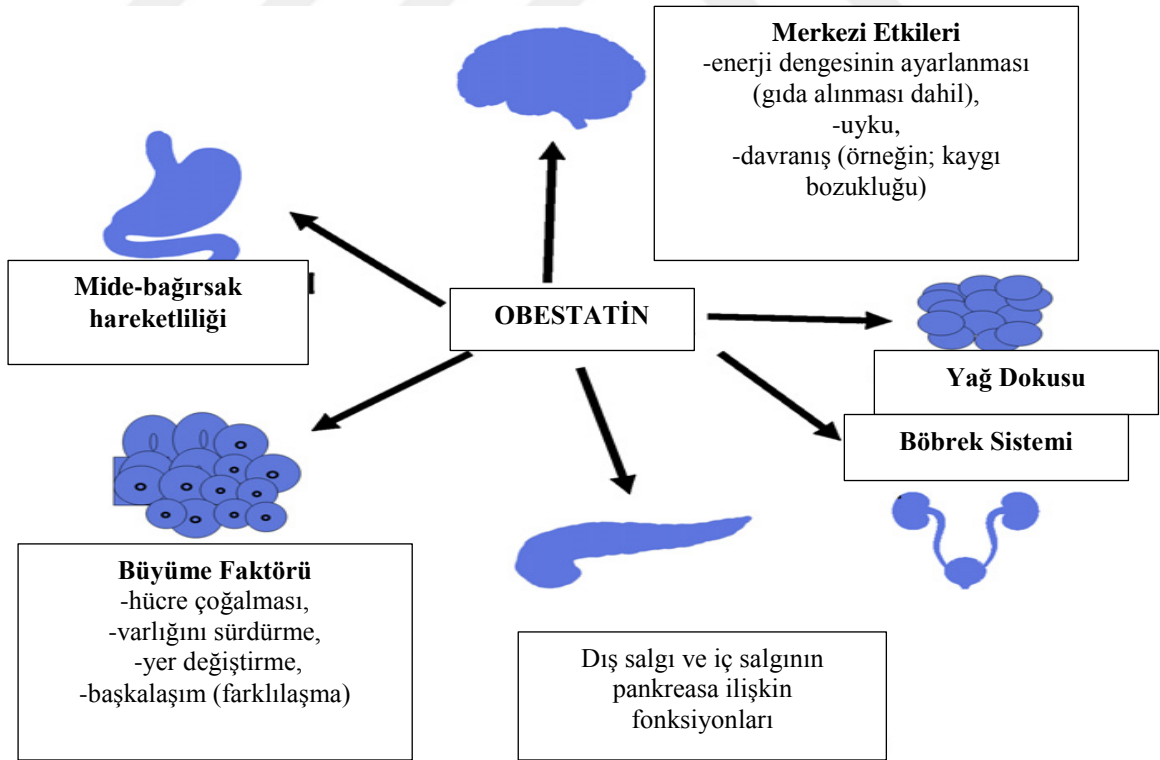 Merkezi Etkileri
-enerji dengesinin ayarlanması
(gıda alınması dahil),
-uyku,
-davranış (örneğin; kaygı
bozukluğu)
Mide-bağırsak
hareketliliği
OBESTATİN
Yağ Dokusu
Böbrek Sistemi
Büyüme Faktörü
-hücre çoğalması,
-varlığını sürdürme,
-yer değiştirme,
-başkalaşım (farklılaşma)
Dış salgı ve iç salgının
pankreasa ilişkin
fonksiyonları